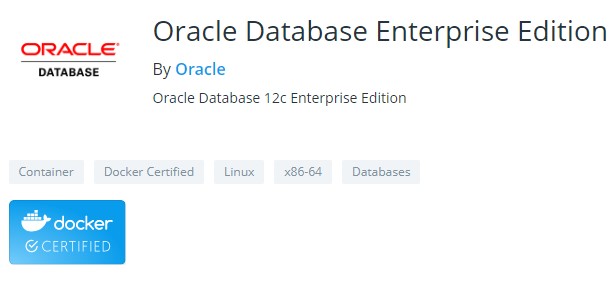 ORACLE
DATABASE
Oracle Database Enterprise Edition
By Oracle
Oracle Database 12c Enterprise Edition
Container Docker Certified Linux x86-64 Databases
docker
CERTIFIED